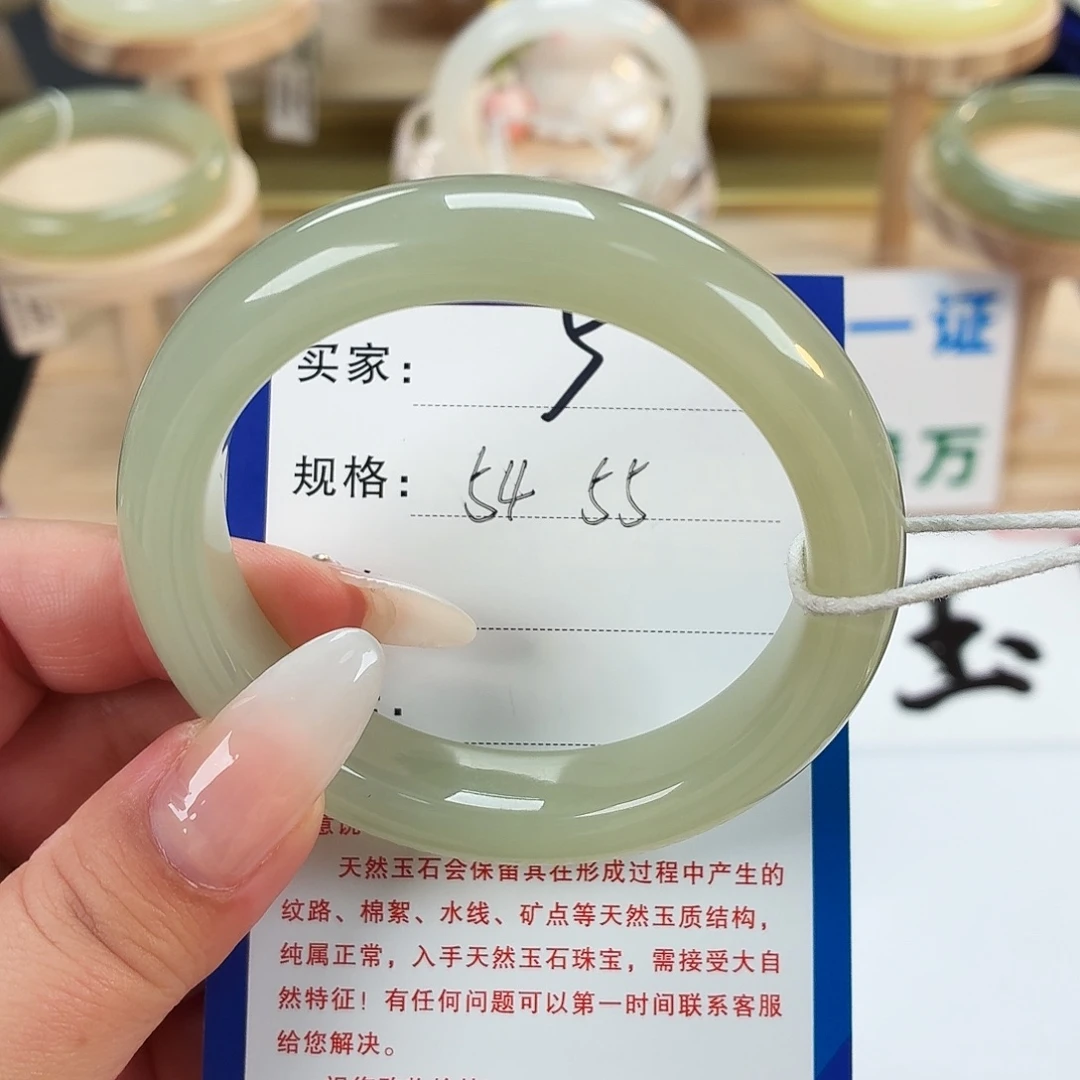 买家：
规格：54 55
一证
万
玉
意说
天然玉石会保留其在形成过程中产生的
纹路、棉絮、水线、矿点等天然玉质结构，
纯属正常，入手天然玉石珠宝，需接受大自
然特征！有任何问题可以第一时间联系客服
给您解决。